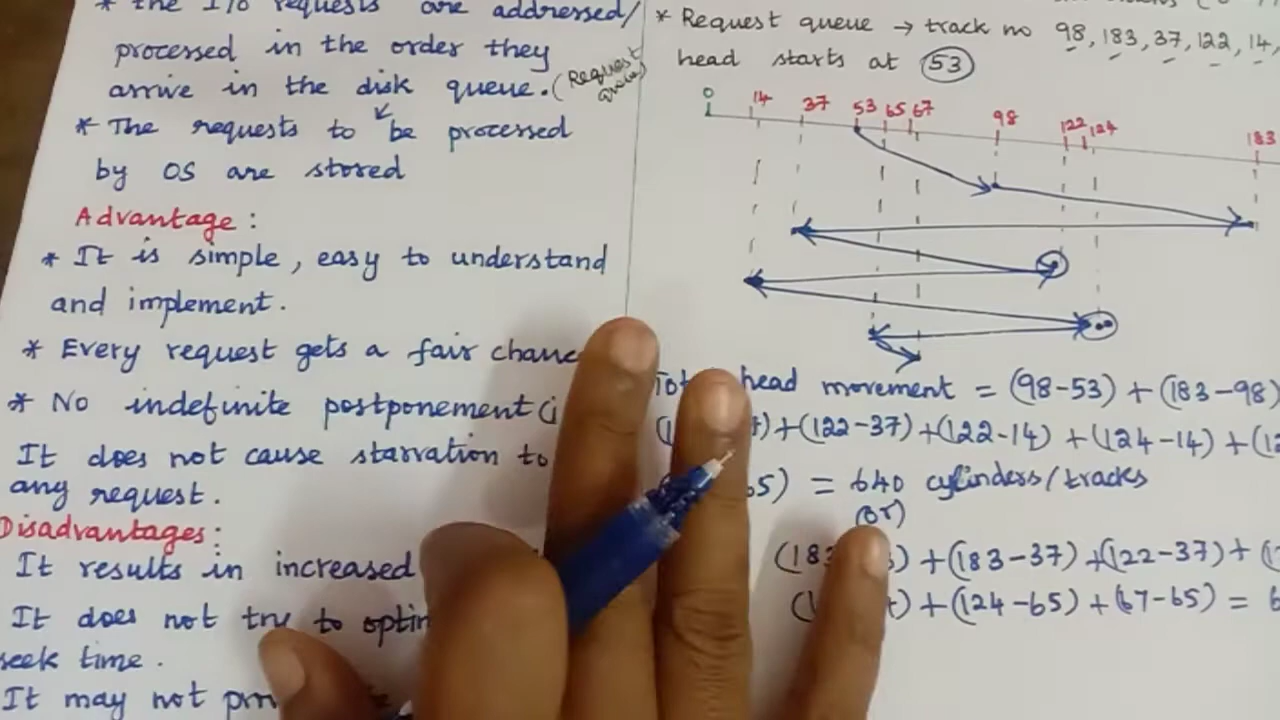 * The I/O requests are addressed/
processed in the order they
arrive in the disk queue. (Request
queue)
* The requests to be processed
by OS are stored
Advantage :
* It is simple, easy to understand
and implement.
* Every request gets a fair chance
* No indefinite postponement (i
It does not cause starvation to
any request.
Disadvantages :
It results in increased
It does not try to optim
seek time.
It may not pro
* Request queue → track no 98, 183, 37, 122, 14,
head starts at 53
0 14 37 53 65 67 98 122 124 183
head movement = (98-53) + (183-98)
+ (122-37) + (122-14) + (124-14) +
= 640 cylinders/tracks
(or)
(183 ) + (183-37) + (122-37) +
+ (124-65) + (67-65) =